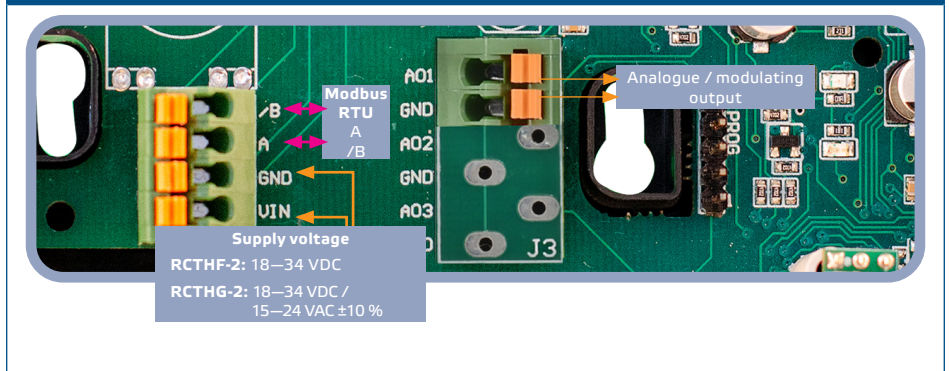 /B
A
GND
VIN
Modbus
RTU
A
/B
Supply voltage
RCTHF-2: 18—34 VDC
RCTHG-2: 18—34 VDC /
15—24 VAC ±10 %
AO1
GND
AO2
GND
AO3
J3
Analogue / modulating
output
PROG